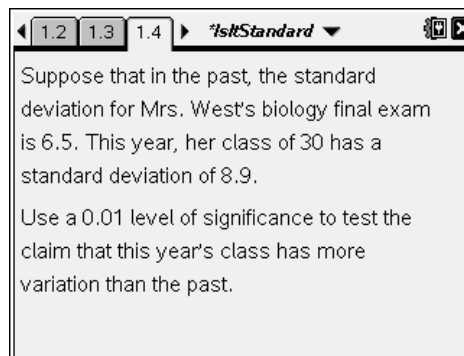 1.2 1.3 1.4 *IsItStandard
Suppose that in the past, the standard
deviation for Mrs. West's biology final exam
is 6.5. This year, her class of 30 has a
standard deviation of 8.9.
Use a 0.01 level of significance to test the
claim that this year's class has more
variation than the past.